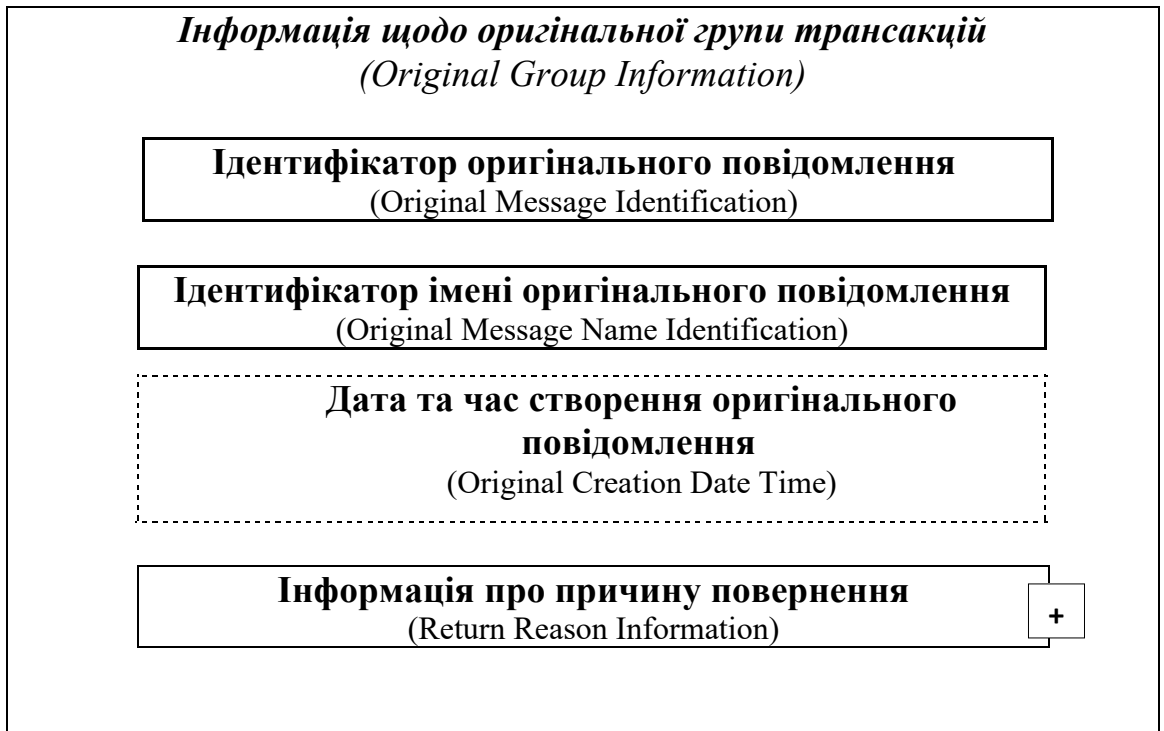 Інформація щодо оригінальної групи трансакцій
(Original Group Information)
Ідентифікатор оригінального повідомлення
(Original Message Identification)
Ідентифікатор імені оригінального повідомлення
(Original Message Name Identification)
Дата та час створення оригінального
повідомлення
(Original Creation Date Time)
Інформація про причину повернення
(Return Reason Information)
+